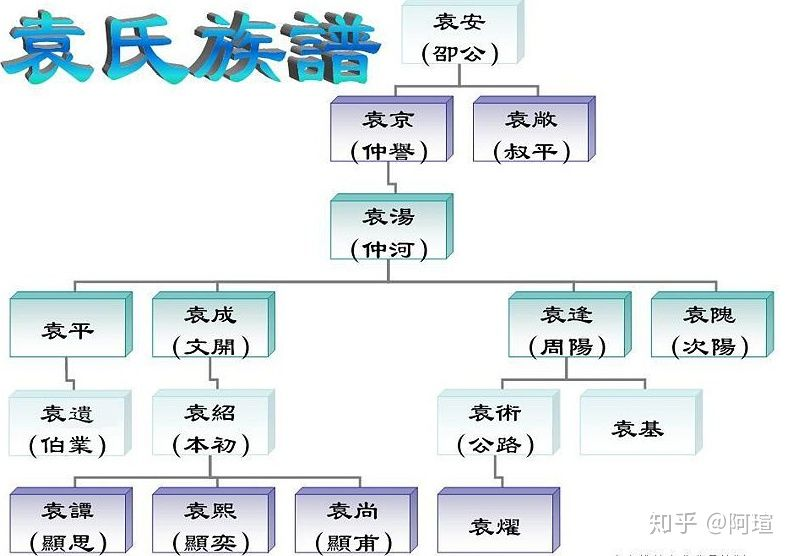 袁氏族譜
袁安
(邵公)
袁京
(仲譽)
袁敞
(叔平)
袁湯
(仲河)
袁平
袁成
(文開)
袁逢
(周陽)
袁隗
(次陽)
袁遺
(伯業)
袁紹
(本初)
袁術
(公路)
袁基
袁譚
(顯思)
袁熙
(顯奕)
袁尚
(顯甫)
袁燿
知乎 @阿瑄